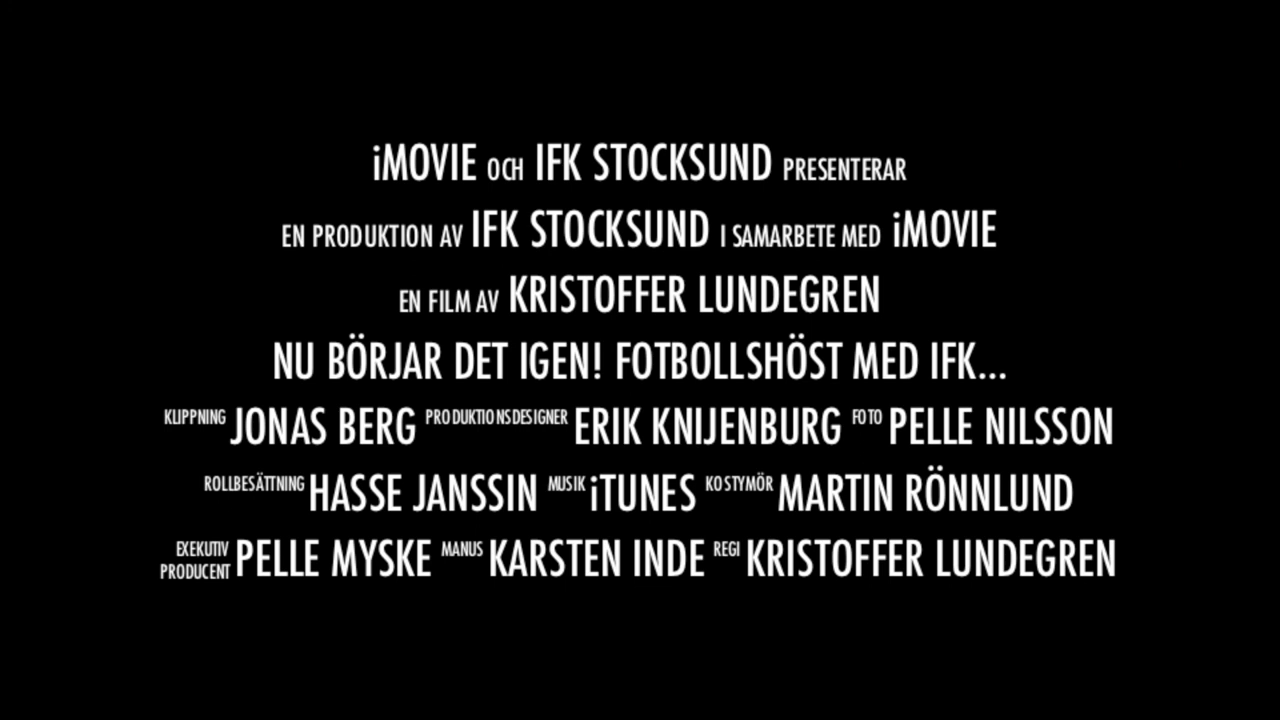 iMOVIE OCH IFK STOCKSUND PRESENTERAR
EN PRODUKTION AV IFK STOCKSUND I SAMARBETE MED iMOVIE
EN FILM AV KRISTOFFER LUNDEGREN
NU BÖRJAR DET IGEN! FOTBOLLSHÖST MED IFK...
KLIPPNING JONAS BERG PRODUKTIONSDESIGNER ERIK KNIJENBURG FOTO PELLE NILSSON
ROLLBESÄTTNING HASSE JANSSIN MUSIK iTUNES KOSTYMÖR MARTIN RÖNNLUND
EXEKUTIV PRODUCENT PELLE MYSKE MANUS KARSTEN INDE REGI KRISTOFFER LUNDEGREN